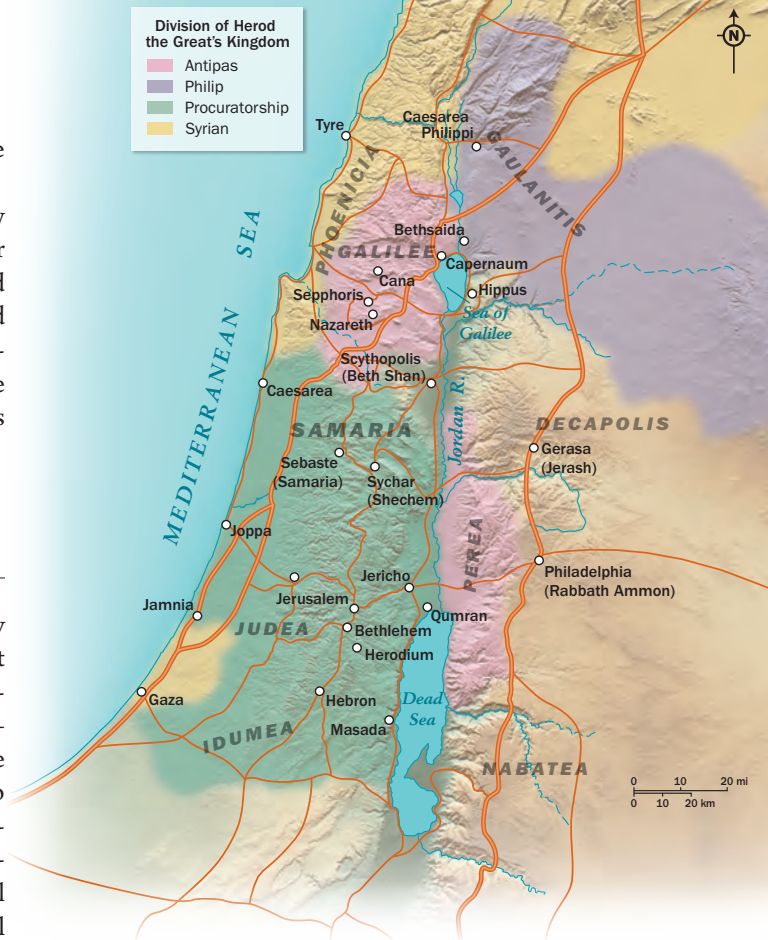 Division of Herod
the Great's Kingdom
Antipas
Philip
Procuratorship
Syrian
N
Tyre
Caesarea
Philippi
PHOENICIA
GAULANITIS
MEDITERRANEAN SEA
Bethsaida
GALILEE
Capernaum
Cana
Sepphoris
Hippus
Nazareth
Sea of
Galilee
Scythopolis
(Beth Shan)
Caesarea
Jordan R.
SAMARIA
DECAPOLIS
Sebaste
(Samaria)
Sychar
(Shechem)
Gerasa
(Jerash)
Joppa
PEREA
Jericho
Philadelphia
(Rabbath Ammon)
Jamnia
Jerusalem
Qumran
JUDEA
Bethlehem
Herodium
Gaza
Hebron
Dead
Sea
Masada
IDUMEA
NABATEA
0 10 20 mi
0 10 20 km